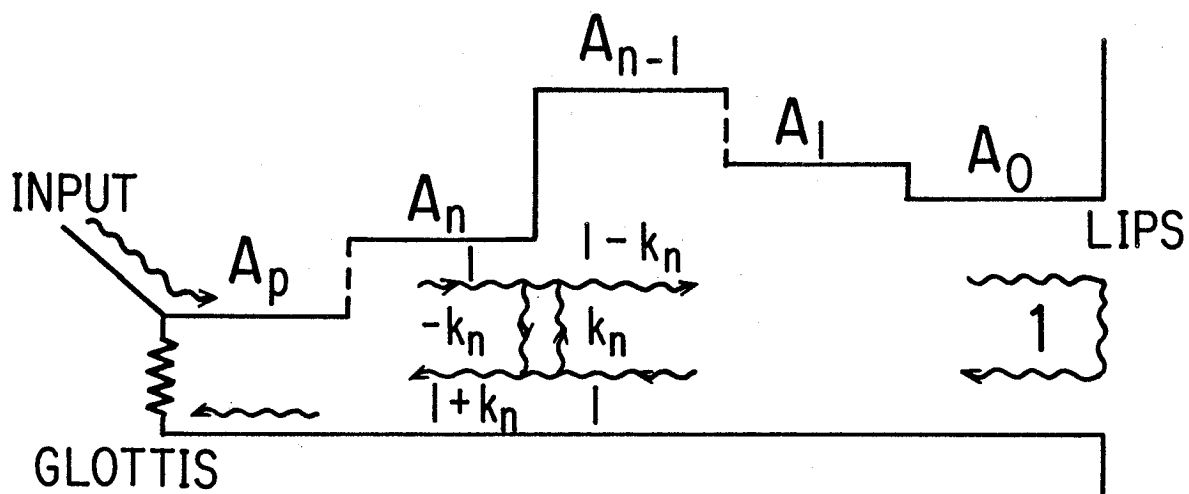 A_{n-1}
A_1
A_0
INPUT
A_n
LIPS
A_p
1
1 - k_n
-k_n
k_n
1
1 + k_n
1
GLOTTIS